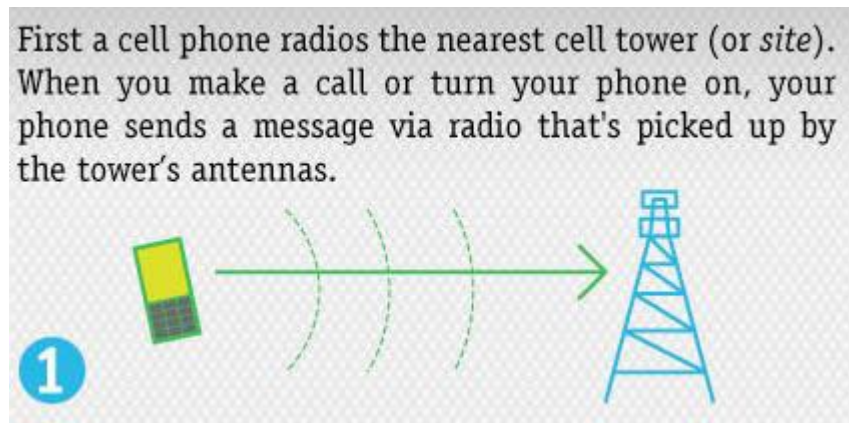 First a cell phone radios the nearest cell tower (or site).
When you make a call or turn your phone on, your
phone sends a message via radio that's picked up by
the tower’s antennas.
1